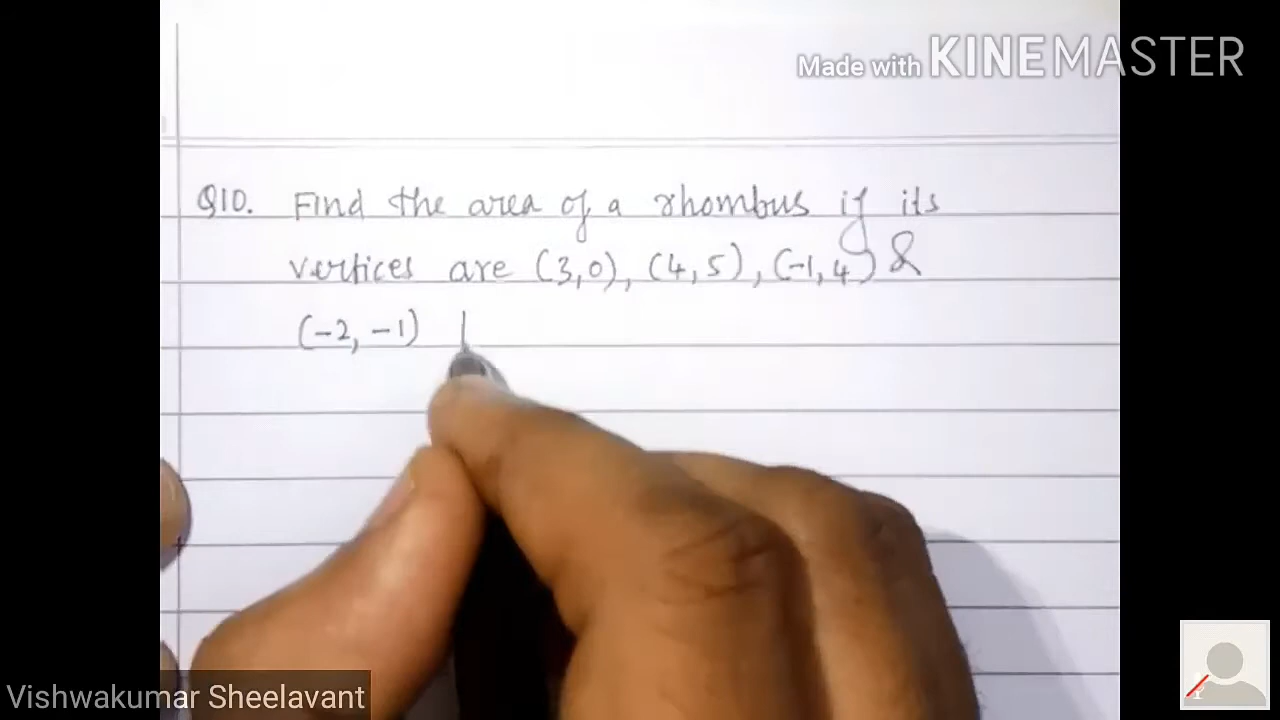 Made with KINEMASTER
Q10. Find the area of a rhombus if its
vertices are (3,0), (4,5), (-1,4) &
(-2, -1)
Vishwakumar Sheelavant